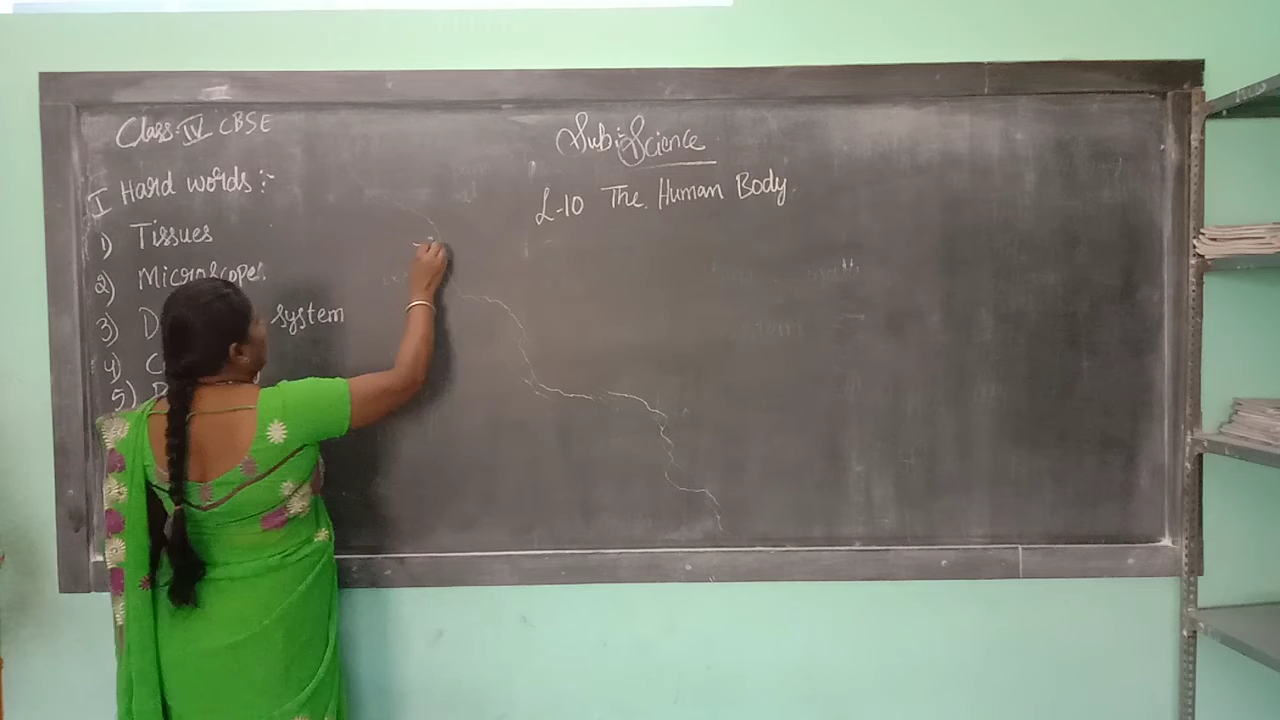 Class:- IV CBSE
Sub:- Science
L-10 The Human Body
I Hard words :-
1) Tissues
2) Microscope
3) D system
4) C
5)